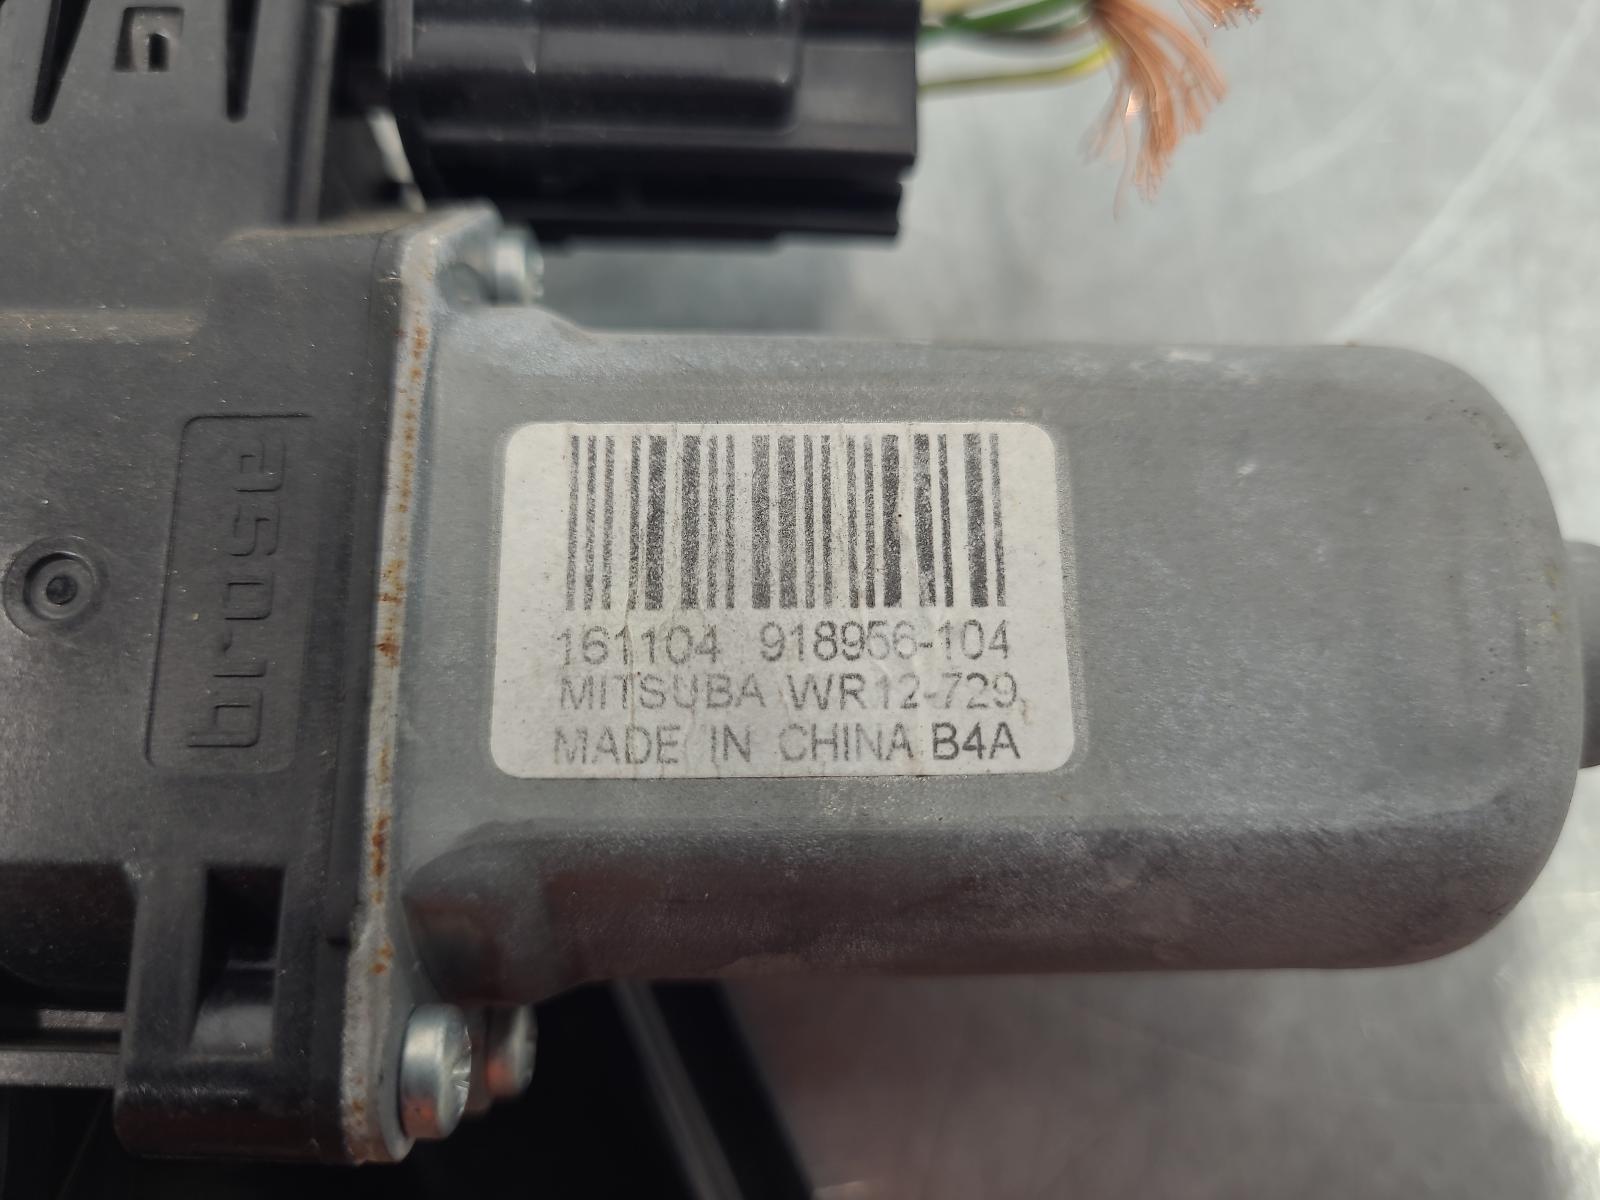 brose
161104 918956-104
MITSUBA WR12-729
MADE IN CHINA B4A